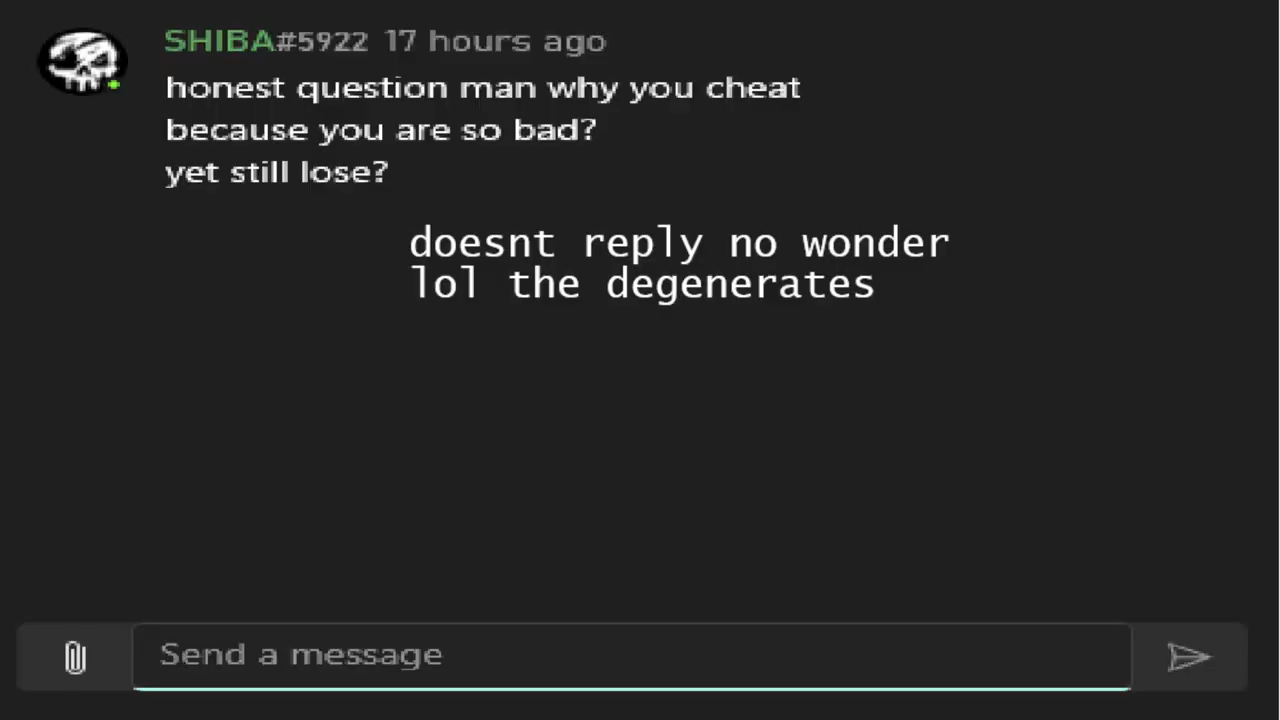 SHIBA#5922 17 hours ago
honest question man why you cheat
because you are so bad?
yet still lose?
doesnt reply no wonder
lol the degenerates
Send a message